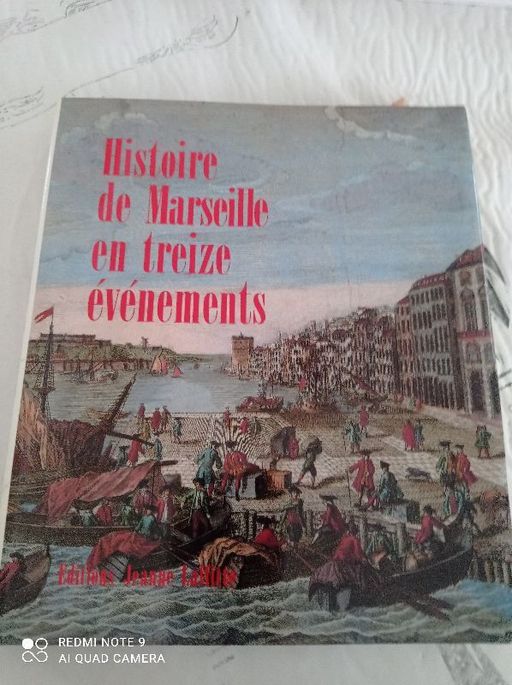 Histoire
de Marseille
en treize
événements
Editions Jeanne Laffitte
REDMI NOTE 9
AI QUAD CAMERA